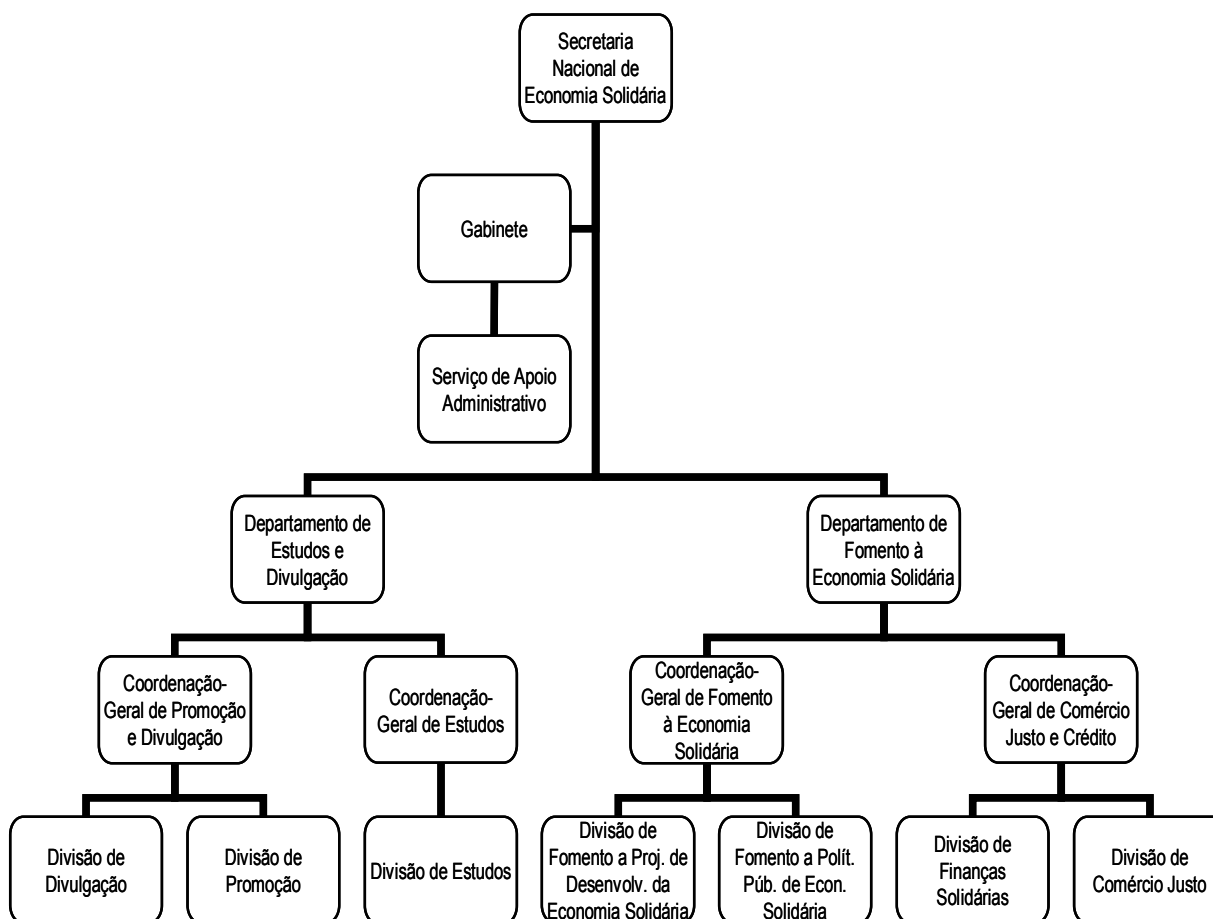 Secretaria
Nacional de
Economia Solidária
Gabinete
Serviço de Apoio
Administrativo
Departamento de
Estudos e
Divulgação
Departamento de
Fomento à
Economia Solidária
Coordenação-
Geral de Promoção
e Divulgação
Coordenação-
Geral de Estudos
Coordenação-
Geral de Fomento
à Economia
Solidária
Coordenação-
Geral de Comércio
Justo e Crédito
Divisão de
Divulgação
Divisão de
Promoção
Divisão de Estudos
Divisão de
Fomento a Proj. de
Desenvolv. da
Economia Solidária
Divisão de
Fomento a Polít.
Púb. de Econ.
Solidária
Divisão de
Finanças
Solidárias
Divisão de
Comércio Justo